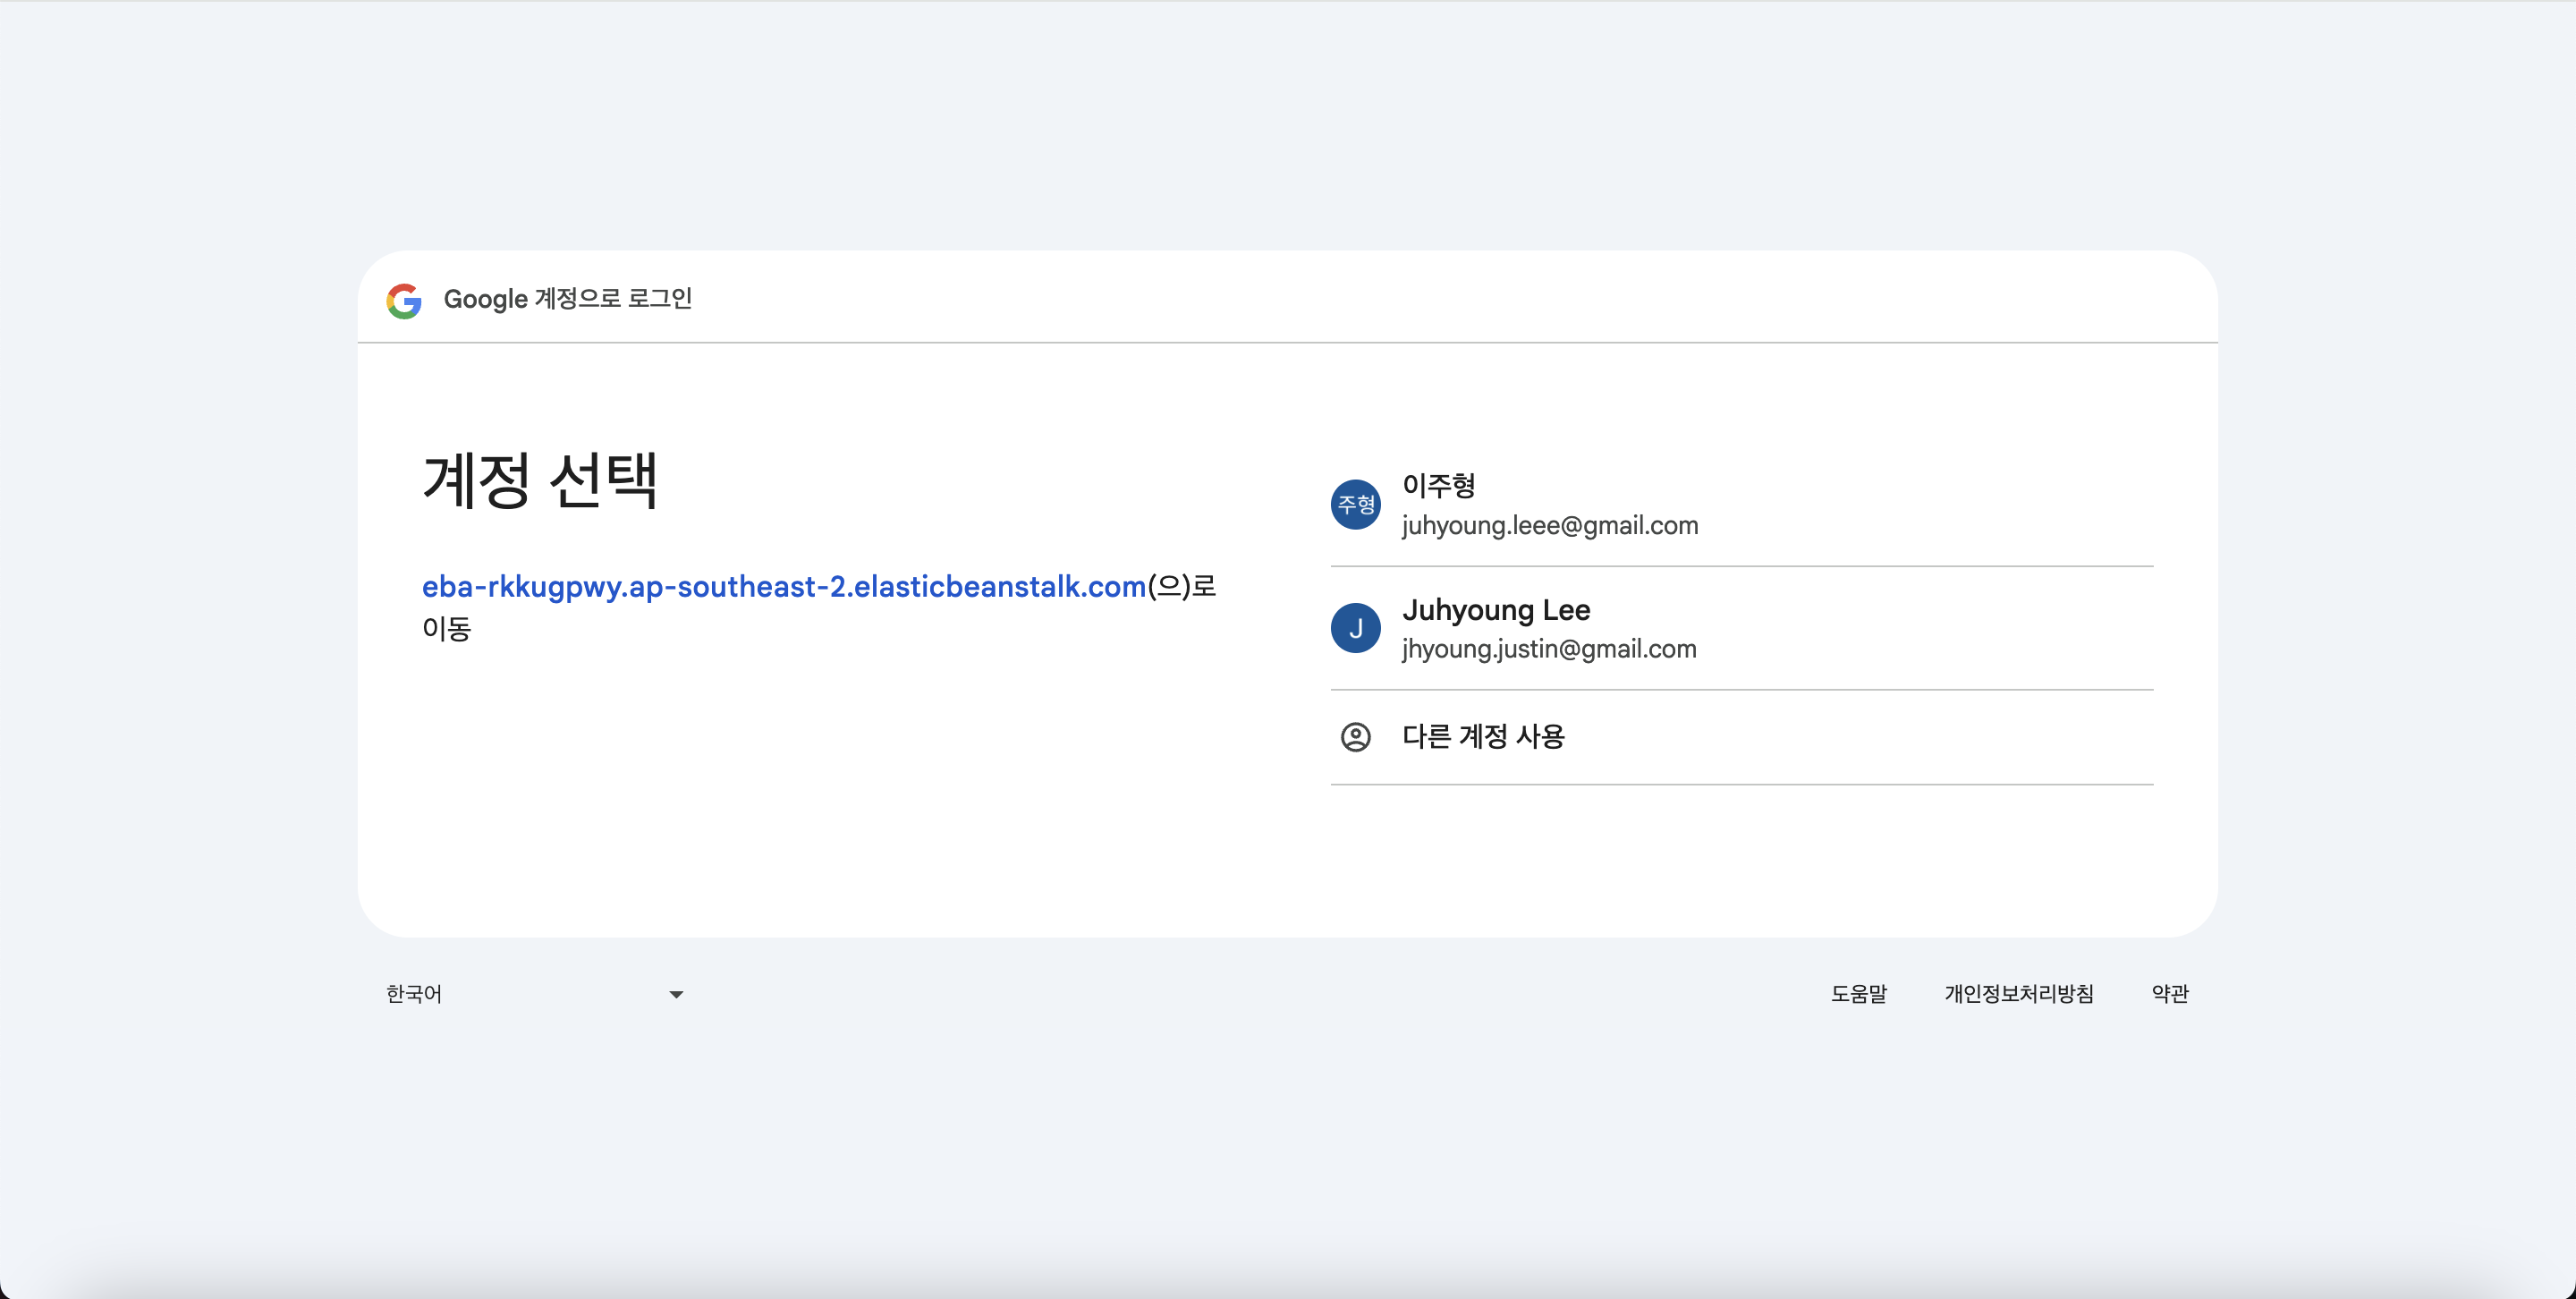 Google 계정으로 로그인
계정 선택
eba-rkkugpwy.ap-southeast-2.elasticbeanstalk.com(으)로
이동
주형
이주형
juhyoung.leee@gmail.com
J
Juhyoung Lee
jhyoung.justin@gmail.com
다른 계정 사용
한국어
도움말 개인정보처리방침 약관